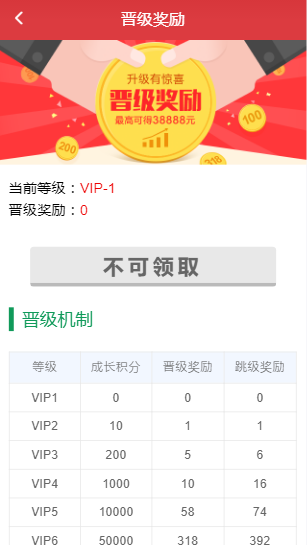 晋级奖励
升级有惊喜
晋级奖励
最高可得38888元
200
100
318
当前等级：VIP-1
晋级奖励：0
不可领取
晋级机制
等级 成长积分 晋级奖励 跳级奖励
VIP1 0 0 0
VIP2 10 1 1
VIP3 200 5 6
VIP4 1000 10 16
VIP5 10000 58 74
VIP6 50000 318 392